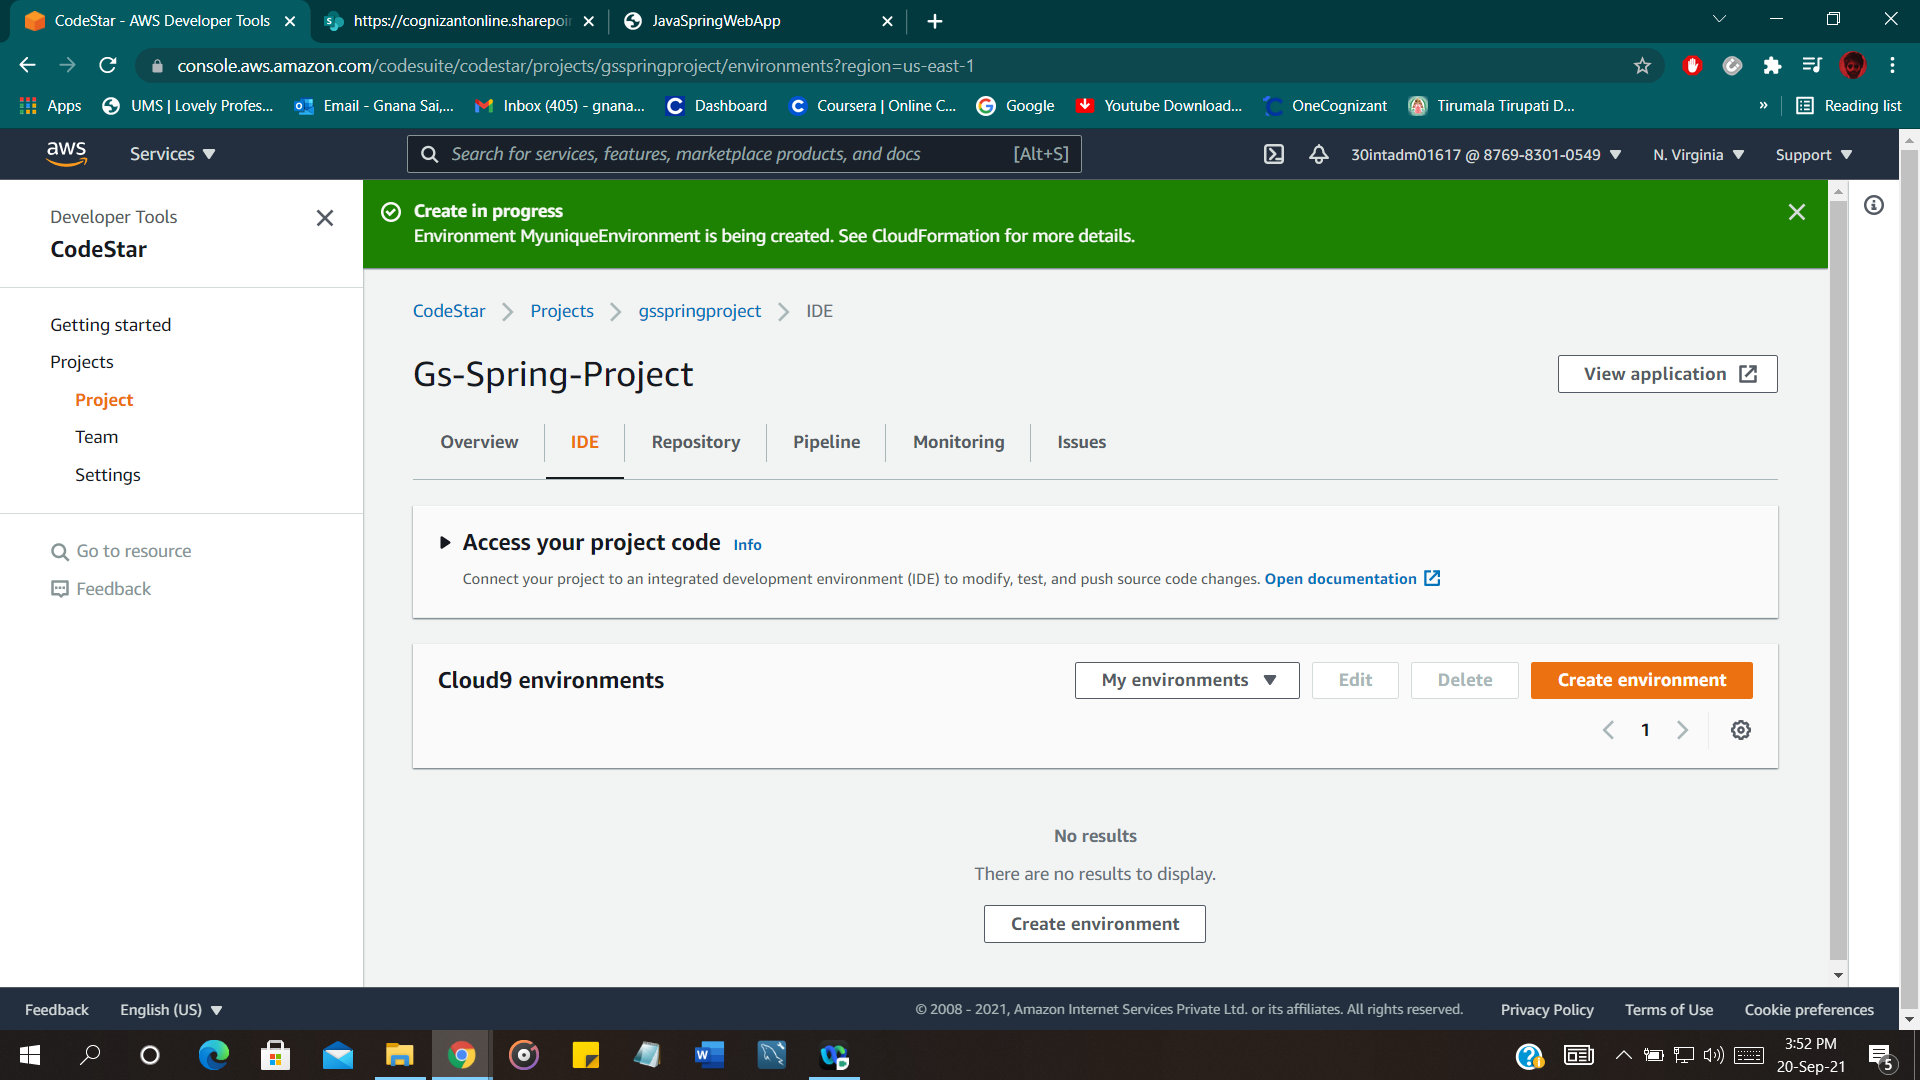 CodeStar - AWS Developer Tools
https://cognizantonline.sharepoin
JavaSpringWebApp
console.aws.amazon.com/codesuite/codestar/projects/gsspringproject/environments?region=us-east-1
Apps
UMS | Lovely Profes...
Email - Gnana Sai,...
Inbox (405) - gnana...
Dashboard
Coursera | Online C...
Google
Youtube Download...
OneCognizant
Tirumala Tirupati D...
»
Reading list
aws
Services
Search for services, features, marketplace products, and docs
[Alt+S]
30intadm01617 @ 8769-8301-0549
N. Virginia
Support
Developer Tools
CodeStar
Getting started
Projects
Project
Team
Settings
Go to resource
Feedback
Create in progress
Environment MyuniqueEnvironment is being created. See CloudFormation for more details.
CodeStar
Projects
gsspringproject
IDE
Gs-Spring-Project
View application
Overview
IDE
Repository
Pipeline
Monitoring
Issues
Access your project code Info
Connect your project to an integrated development environment (IDE) to modify, test, and push source code changes. Open documentation
Cloud9 environments
My environments
Edit
Delete
Create environment
1
No results
There are no results to display.
Create environment
Feedback
English (US)
© 2008 - 2021, Amazon Internet Services Private Ltd. or its affiliates. All rights reserved.
Privacy Policy
Terms of Use
Cookie preferences
3:52 PM
20-Sep-21
5